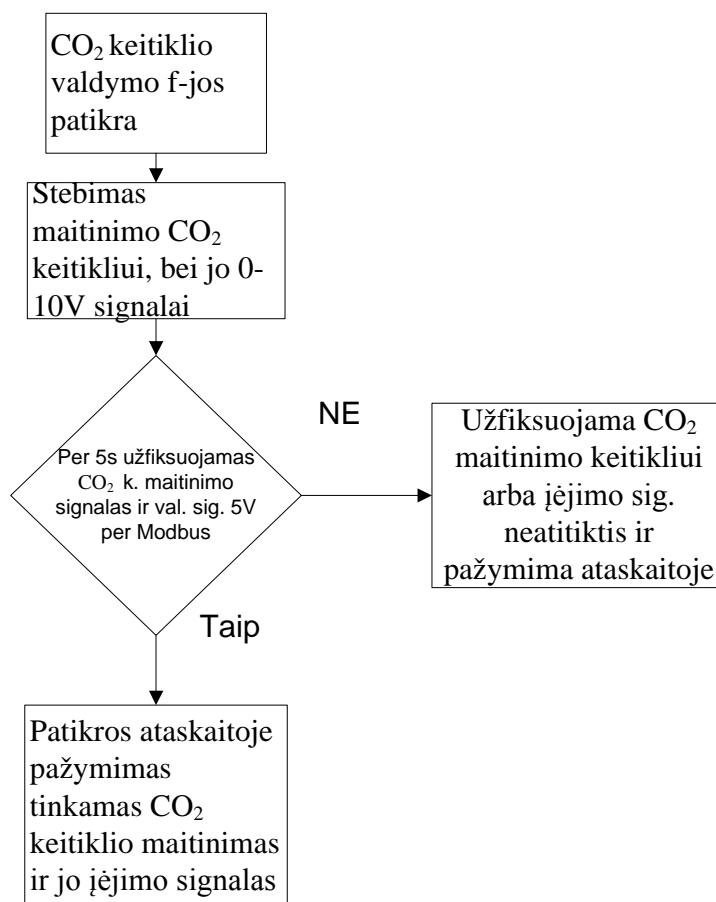 CO₂ keitiklio
valdymo f-jos
patikra
Stebimas
maitinimo CO₂
keitikliui, bei jo 0-
10V signalai
NE
Per 5s užfiksuojamas
CO₂ k. maitinimo
signalas ir val. sig. 5V
per Modbus
Užfiksuojama CO₂
maitinimo keitikliui
arba įėjimo sig.
neatitiktis ir
pažymima ataskaitoje
Taip
Patikros ataskaitoje
pažymimas
tinkamas CO₂
keitiklio maitinimas
ir jo įėjimo signalas